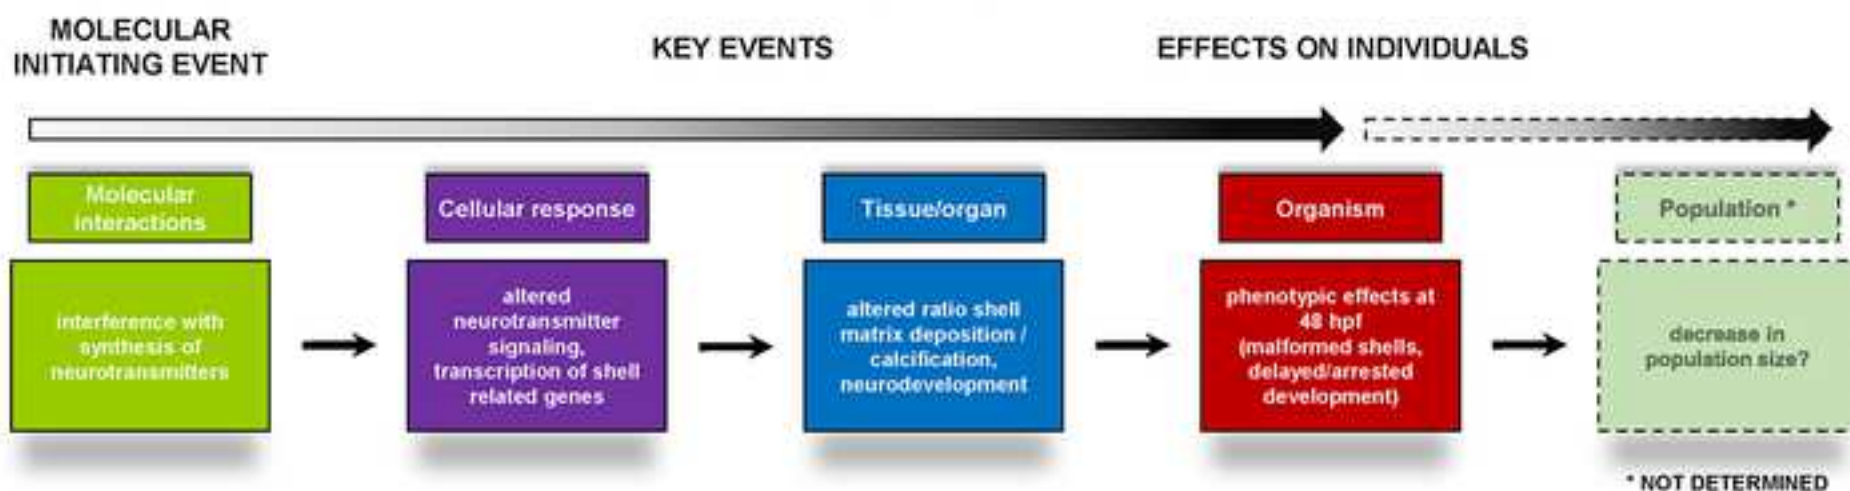 MOLECULAR
INITIATING EVENT
KEY EVENTS
EFFECTS ON INDIVIDUALS
Molecular
interactions
Cellular response
Tissue/organ
Organism
Population *
interference with
synthesis of
neurotransmitters
altered
neurotransmitter
signaling,
transcription of shell
related genes
altered ratio shell
matrix deposition /
calcification,
neurodevelopment
phenotypic effects at
48 hpf
(malformed shells,
delayed/arrested
development)
decrease in
population size?
* NOT DETERMINED